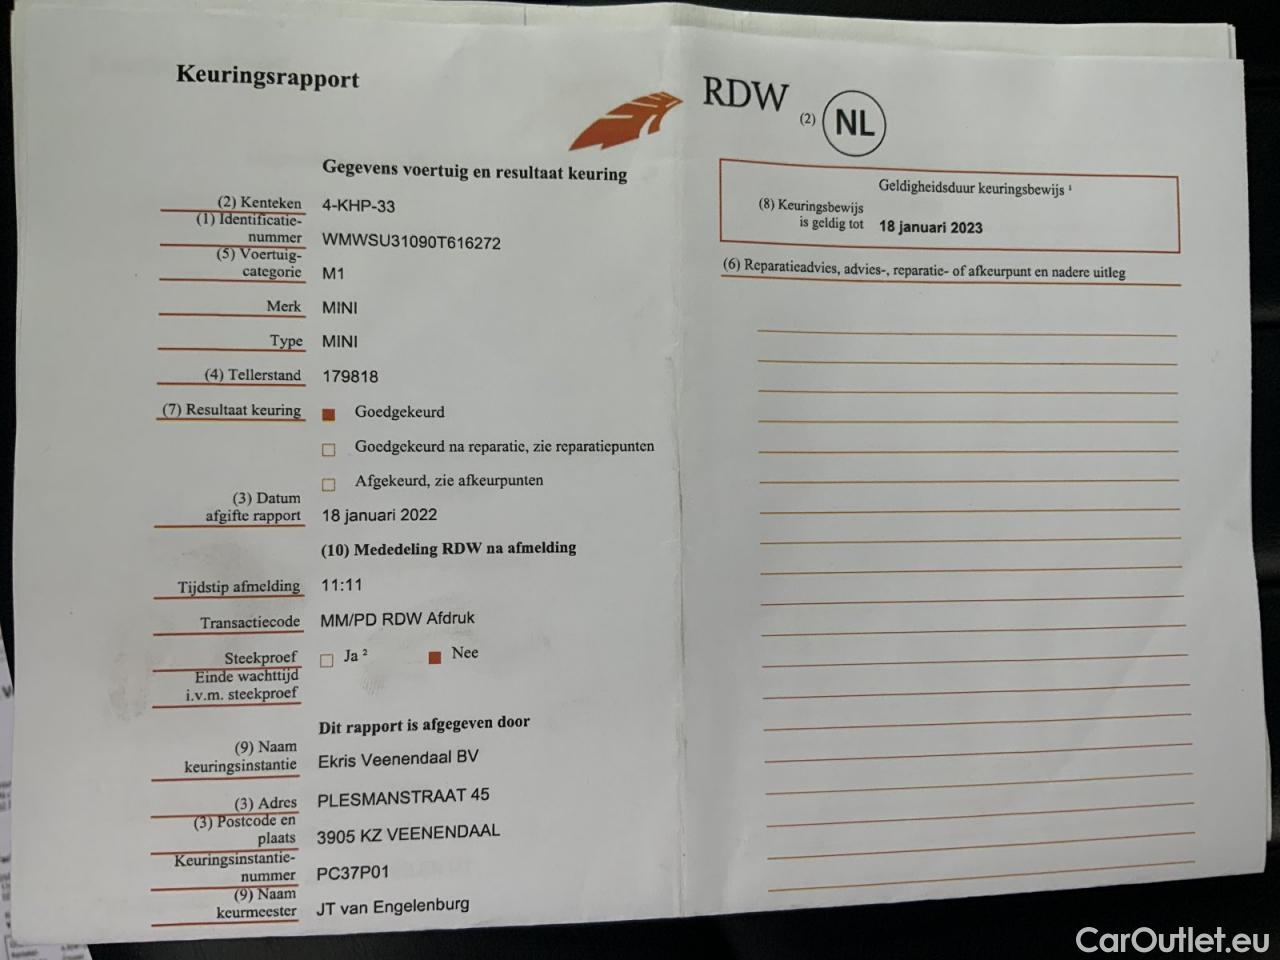 Keuringsrapport
RDW
(2) NL
Gegevens voertuig en resultaat keuring
(2) Kenteken 4-KHP-33
(1) Identificatie-
nummer WMWSU31090T616272
(5) Voertuig-
categorie M1
Merk MINI
Type MINI
(4) Tellerstand 179818
(7) Resultaat keuring Goedgekeurd
Goedgekeurd na reparatie, zie reparatiepunten
Afgekeurd, zie afkeurpunten
(3) Datum
afgifte rapport 18 januari 2022
(10) Mededeling RDW na afmelding
Tijdstip afmelding 11:11
Transactiecode MM/PD RDW Afdruk
Steekproef Ja ² Nee
Einde wachttijd
i.v.m. steekproef
Dit rapport is afgegeven door
(9) Naam
keuringsinstantie Ekris Veenendaal BV
(3) Adres PLESMANSTRAAT 45
(3) Postcode en
plaats 3905 KZ VEENENDAAL
Keuringsinstantie-
nummer PC37P01
(9) Naam
keurmeester JT van Engelenburg
Geldigheidsduur keuringsbewijs ¹
(8) Keuringsbewijs
is geldig tot 18 januari 2023
(6) Reparatieadvies, advies-, reparatie- of afkeurpunt en nadere uitleg
CarOutlet.eu